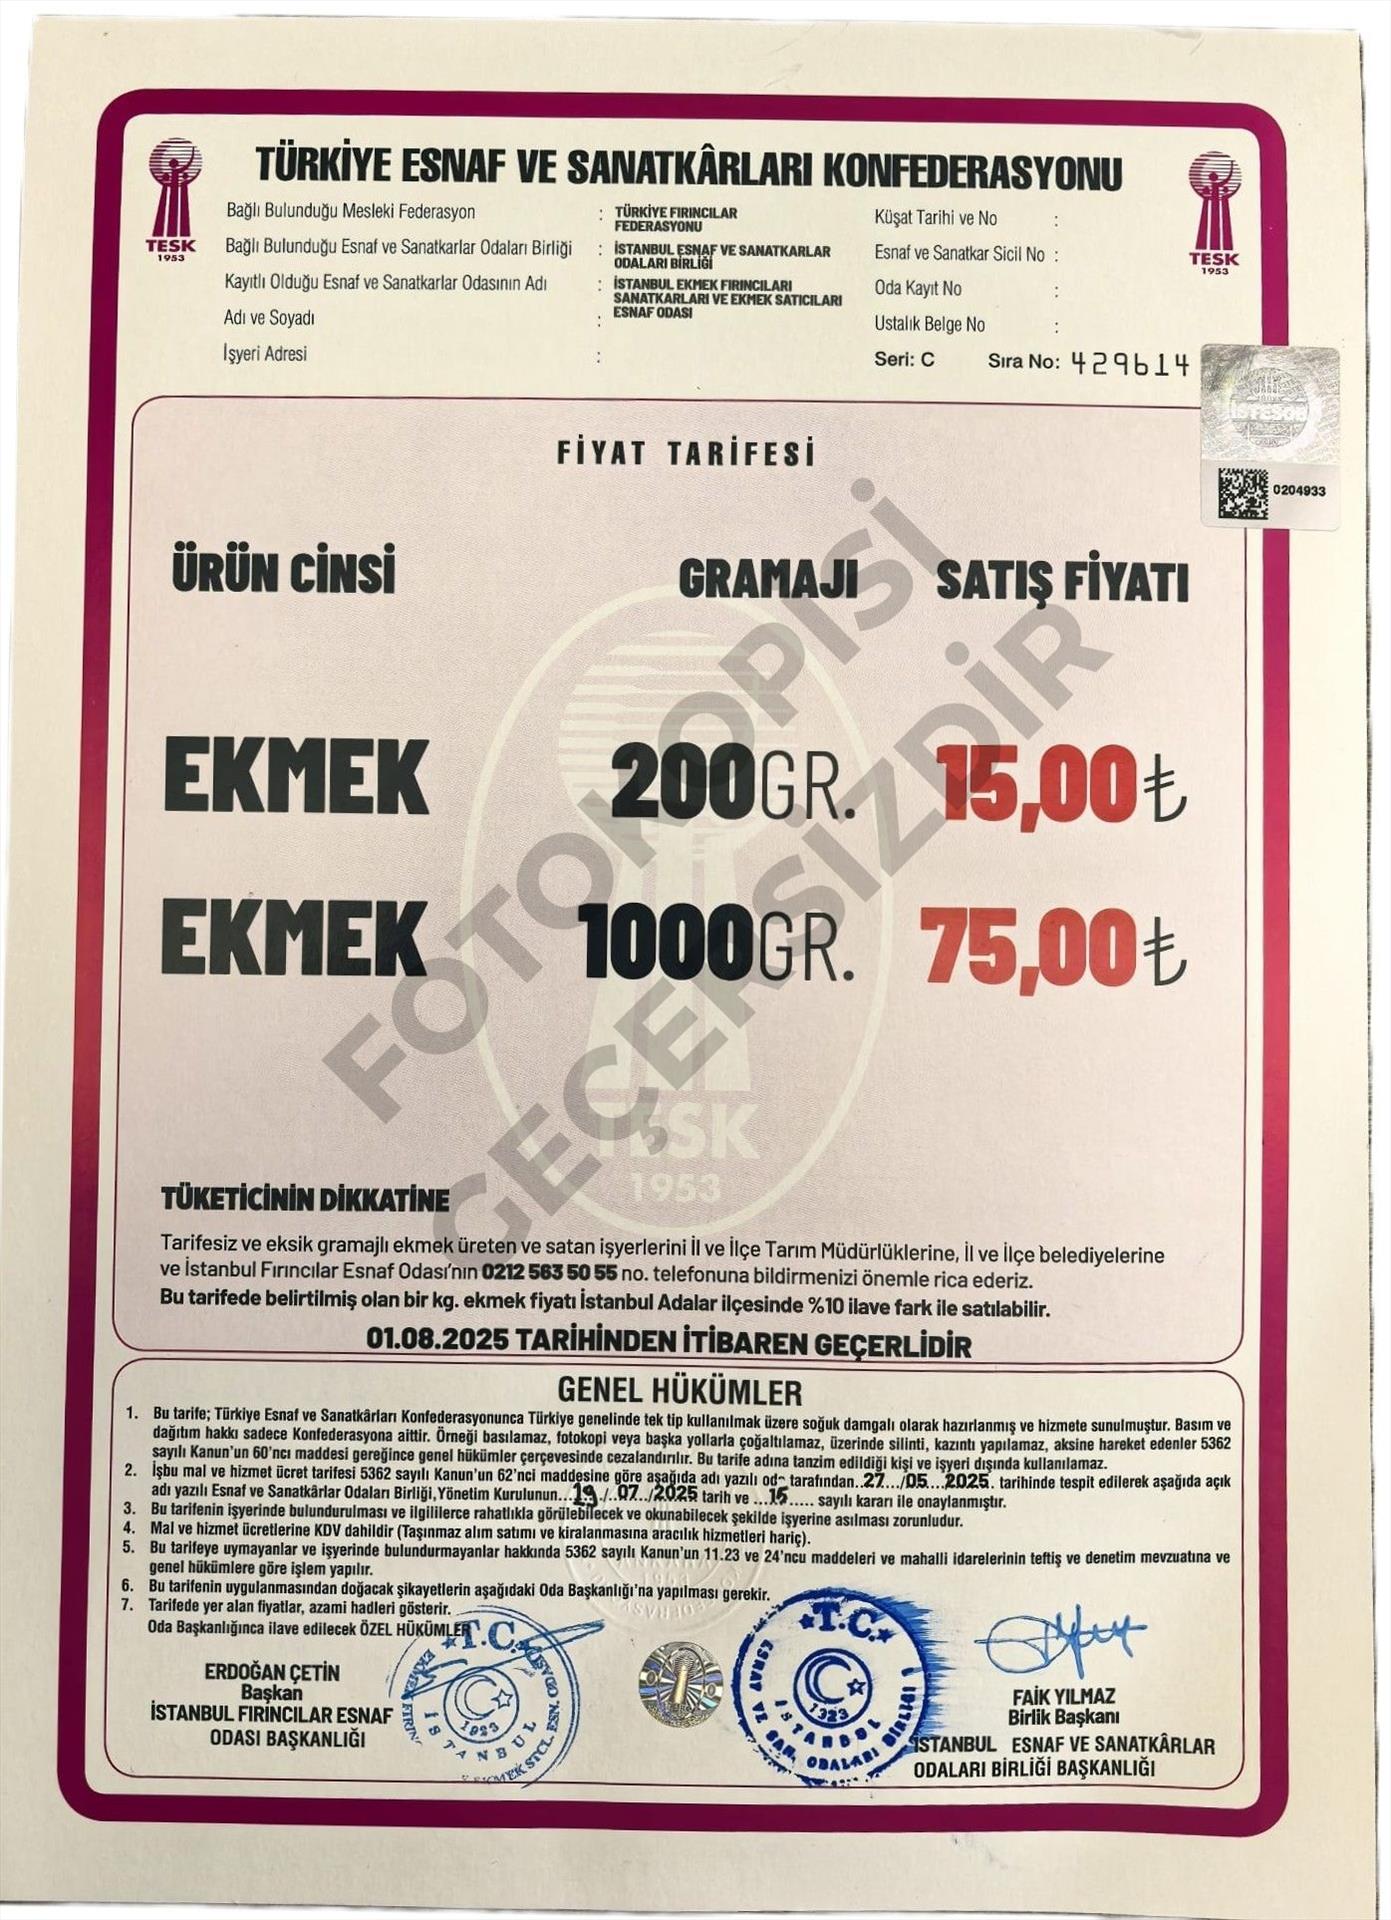 TÜRKİYE ESNAF VE SANATKÂRLARI KONFEDERASYONU
TESK
1953
Bağlı Bulunduğu Mesleki Federasyon : TÜRKİYE FIRINCILAR
FEDERASYONU
Bağlı Bulunduğu Esnaf ve Sanatkarlar Odaları Birliği : İSTANBUL ESNAF VE SANATKARLAR
ODALARI BİRLİĞİ
Kayıtlı Olduğu Esnaf ve Sanatkarlar Odasının Adı : İSTANBUL EKMEK FIRINCILARI
SANATKARLARI VE EKMEK SATICILARI
ESNAF ODASI
Adı ve Soyadı :
İşyeri Adresi :
Küşat Tarihi ve No :
Esnaf ve Sanatkar Sicil No :
Oda Kayıt No :
Ustalık Belge No :
Seri: C Sıra No: 429614
TESK
1953
İSTESOB
0204933
FİYAT TARİFESİ
ÜRÜN CİNSİ GRAMAJI SATIŞ FİYATI
EKMEK 200GR. 15,00₺
EKMEK 1000GR. 75,00₺
FOTOKOPİSİ
GEÇERSİZDİR
TESK
1953
TÜKETİCİNİN DİKKATİNE
Tarifesiz ve eksik gramajlı ekmek üreten ve satan işyerlerini İl ve İlçe Tarım Müdürlüklerine, İl ve İlçe belediyelerine
ve İstanbul Fırıncılar Esnaf Odası'nın 0212 563 50 55 no. telefonuna bildirmenizi önemle rica ederiz.
Bu tarifede belirtilmiş olan bir kg. ekmek fiyatı İstanbul Adalar ilçesinde %10 ilave fark ile satılabilir.
01.08.2025 TARİHİNDEN İTİBAREN GEÇERLİDİR
GENEL HÜKÜMLER
1. Bu tarife; Türkiye Esnaf ve Sanatkârları Konfederasyonunca Türkiye genelinde tek tip kullanılmak üzere soğuk damgalı olarak hazırlanmış ve hizmete sunulmuştur. Basım ve
dağıtım hakkı sadece Konfederasyona aittir. Örneği basılamaz, fotokopi veya başka yollarla çoğaltılamaz, üzerinde silinti, kazıntı yapılamaz, aksine hareket edenler 5362
sayılı Kanun'un 60'ncı maddesi gereğince genel hükümler çerçevesinde cezalandırılır. Bu tarife adına tanzim edildiği kişi ve işyeri dışında kullanılamaz.
2. İşbu mal ve hizmet ücret tarifesi 5362 sayılı Kanun'un 62'nci maddesine göre aşağıda adı yazılı oda tarafından..27.../05...2025. tarihinde tespit edilerek aşağıda açık
adı yazılı Esnaf ve Sanatkârlar Odaları Birliği,Yönetim Kurulunun...19./..07../2025 tarih ve ...15..... sayılı kararı ile onaylanmıştır.
3. Bu tarifenin işyerinde bulundurulması ve ilgililerce rahatlıkla görülebilecek ve okunabilecek şekilde işyerine asılması zorunludur.
4. Mal ve hizmet ücretlerine KDV dahildir (Taşınmaz alım satımı ve kiralanmasına aracılık hizmetleri hariç).
5. Bu tarifeye uymayanlar ve işyerinde bulundurmayanlar hakkında 5362 sayılı Kanun'un 11.23 ve 24'ncu maddeleri ve mahalli idarelerinin teftiş ve denetim mevzuatına ve
genel hükümlere göre işlem yapılır.
6. Bu tarifenin uygulanmasından doğacak şikayetlerin aşağıdaki Oda Başkanlığı'na yapılması gerekir.
7. Tarifede yer alan fiyatlar, azami hadleri gösterir.
Oda Başkanlığınca ilave edilecek ÖZEL HÜKÜMLER
ERDOĞAN ÇETİN
Başkan
İSTANBUL FIRINCILAR ESNAF
ODASI BAŞKANLIĞI
T.C.
1923
İSTANBUL
T.C.
İSTANBUL
ESNAF VE SAN. ODALARI BİRLİĞİ
FAİK YILMAZ
Birlik Başkanı
İSTANBUL ESNAF VE SANATKÂRLAR
ODALARI BİRLİĞİ BAŞKANLIĞI